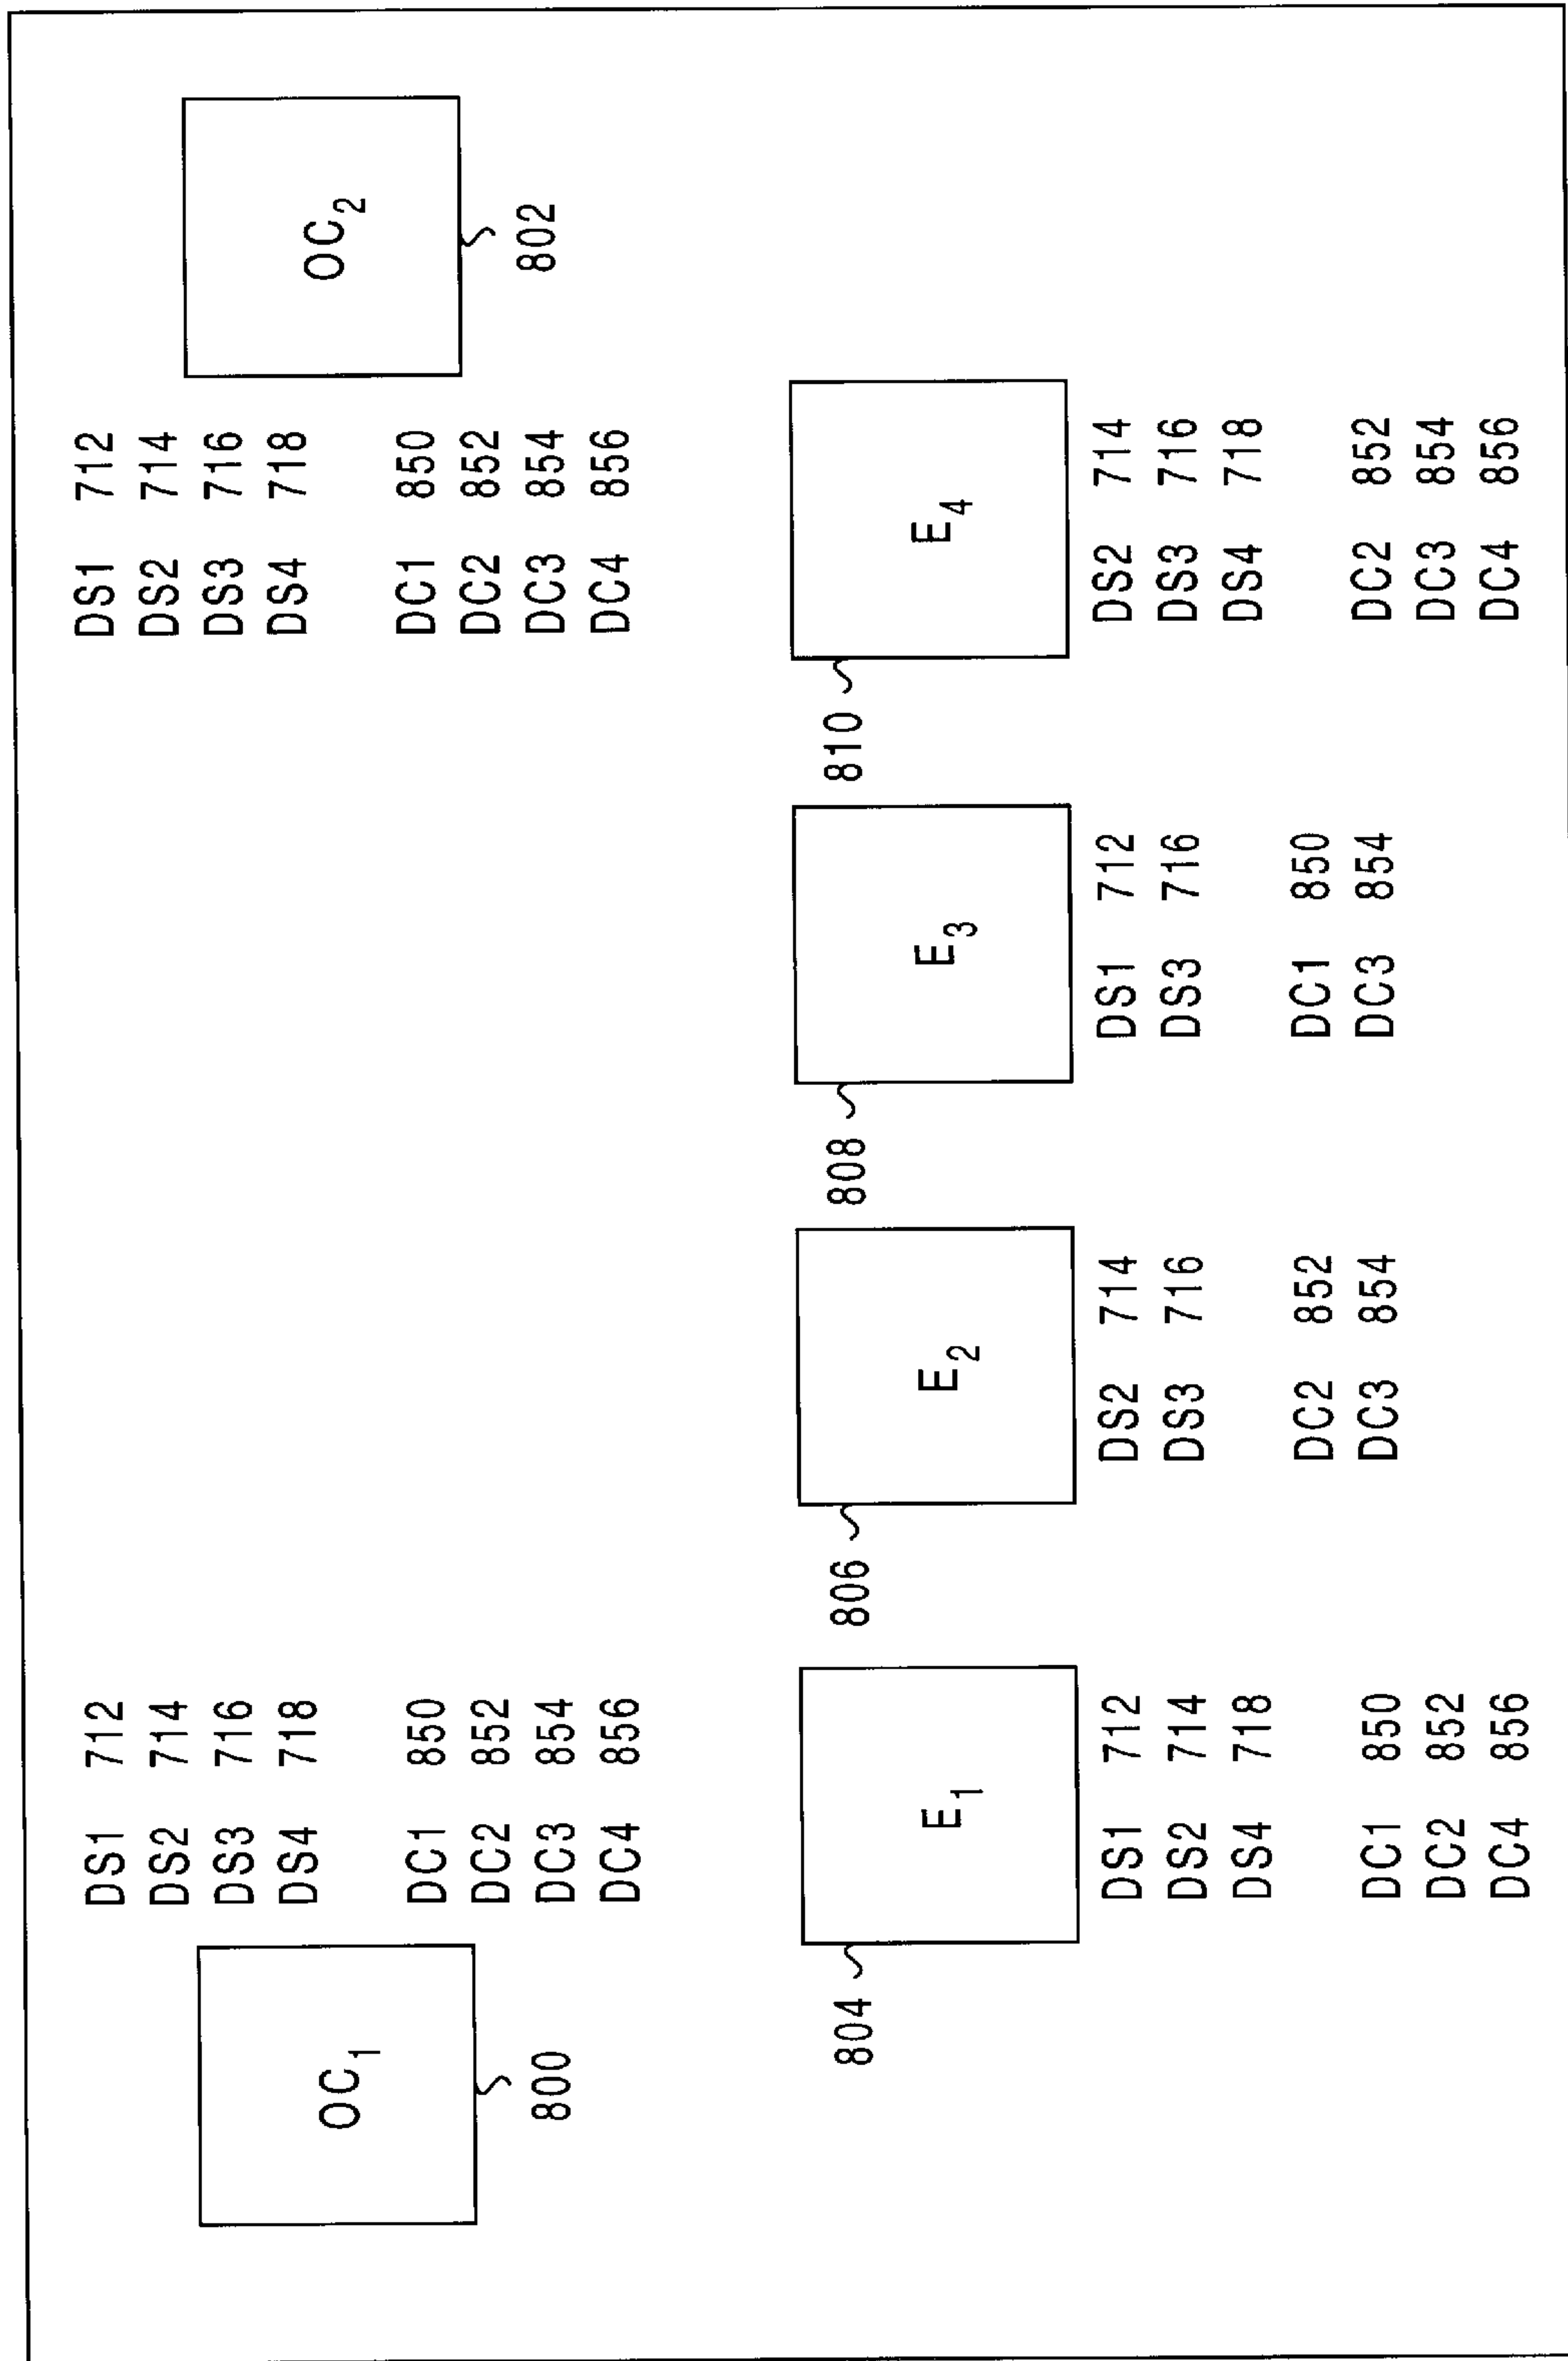 DS1 712
DS2 714
DS3 716
DS4 718
DC1 850
DC2 852
DC3 854
DC4 856
OC1
800
DS1 712
DS2 714
DS3 716
DS4 718
DC1 850
DC2 852
DC3 854
DC4 856
OC2
802
804
E1
DS1 712
DS2 714
DS4 718
DC1 850
DC2 852
DC4 856
806
E2
DS2 714
DS3 716
DC2 852
DC3 854
808
E3
DS1 712
DS3 716
DC1 850
DC3 854
810
E4
DS2 714
DS3 716
DS4 718
DC2 852
DC3 854
DC4 856